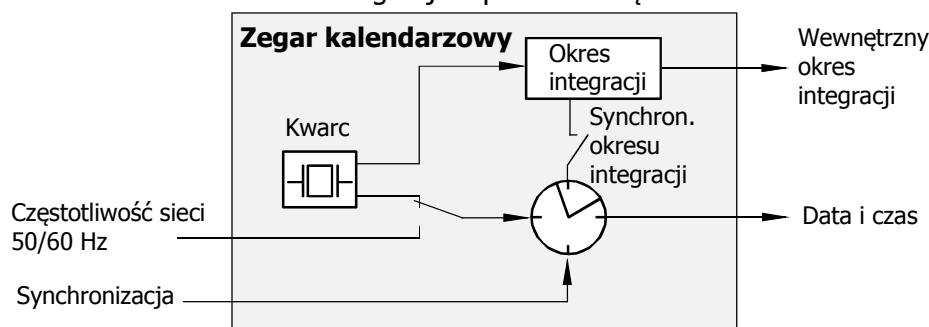 Zegar kalendarzowy
Okres
integracji
Wewnętrzny
okres
integracji
Kwarc
Synchron.
okresu
integracji
Częstotliwość sieci
50/60 Hz
Data i czas
Synchronizacja